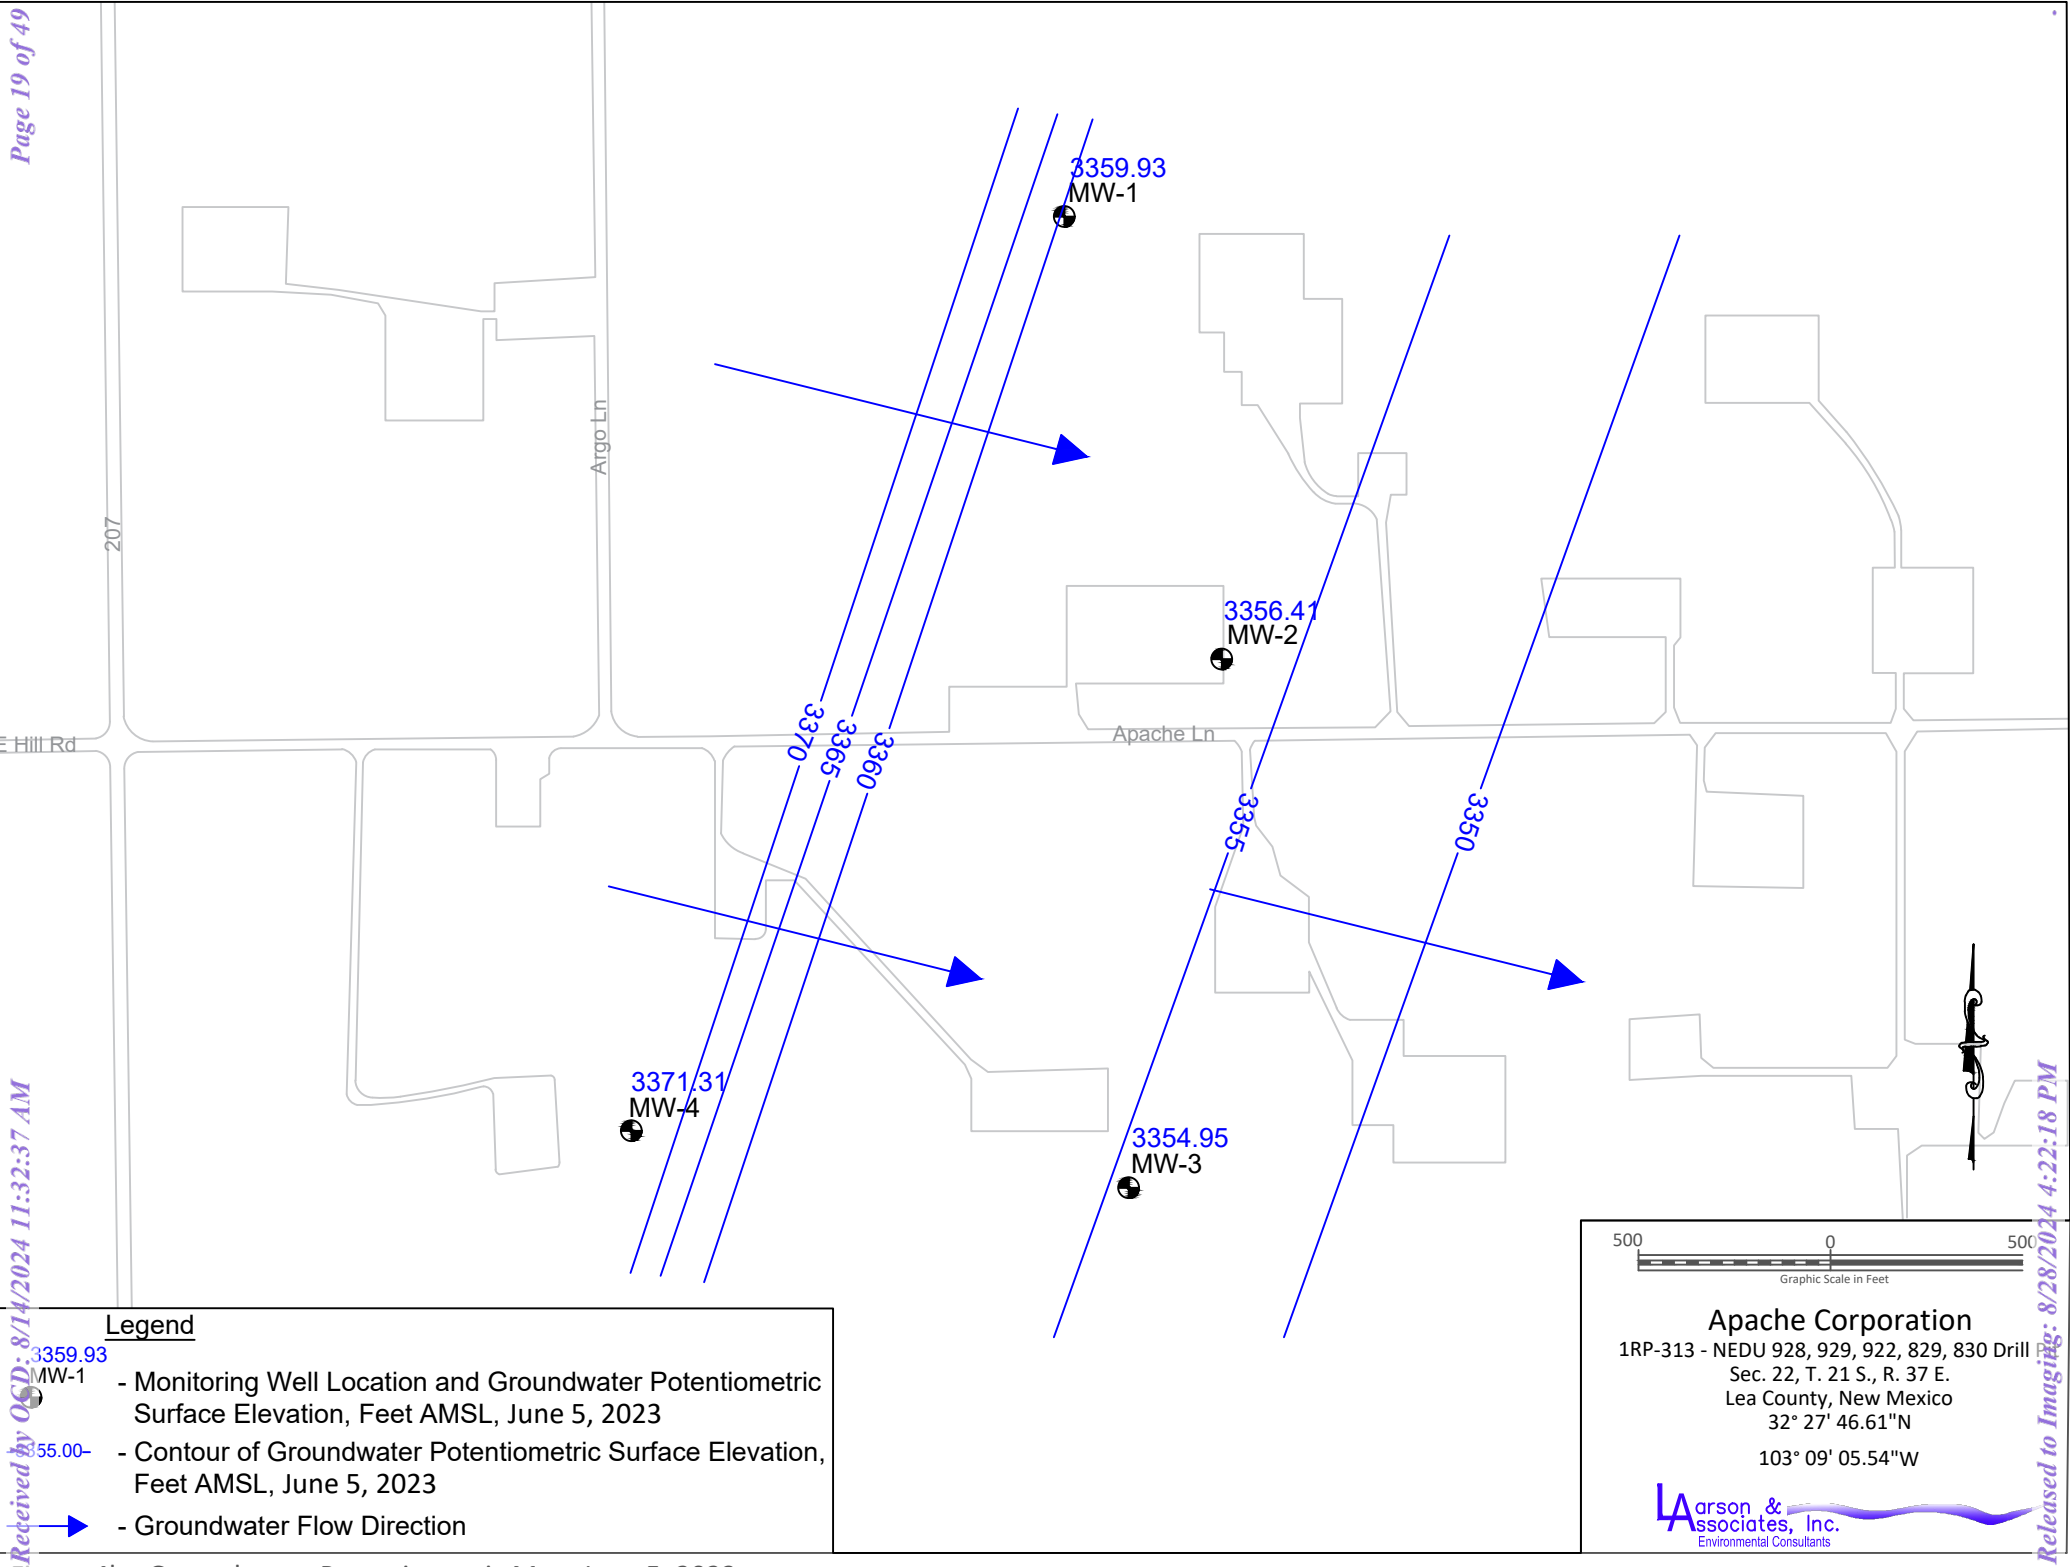 Page 19 of 49
3359.93
MW-1
Argo Ln
207
3356.41
MW-2
E Hill Rd
Apache Ln
3370
3365
3360
3355
3350
3371.31
MW-4
3354.95
MW-3
500 0 500
Graphic Scale in Feet
Apache Corporation
1RP-313 - NEDU 928, 929, 922, 829, 830 Drill
Sec. 22, T. 21 S., R. 37 E.
Lea County, New Mexico
32° 27' 46.61"N
103° 09' 05.54"W
Larson &
Associates, Inc.
Environmental Consultants
Legend
3359.93
MW-1
- Monitoring Well Location and Groundwater Potentiometric
Surface Elevation, Feet AMSL, June 5, 2023
3355.00
- Contour of Groundwater Potentiometric Surface Elevation,
Feet AMSL, June 5, 2023
- Groundwater Flow Direction
Received by OCD: 8/14/2024 11:32:37 AM
Released to Imaging: 8/28/2024 4:22:18 PM